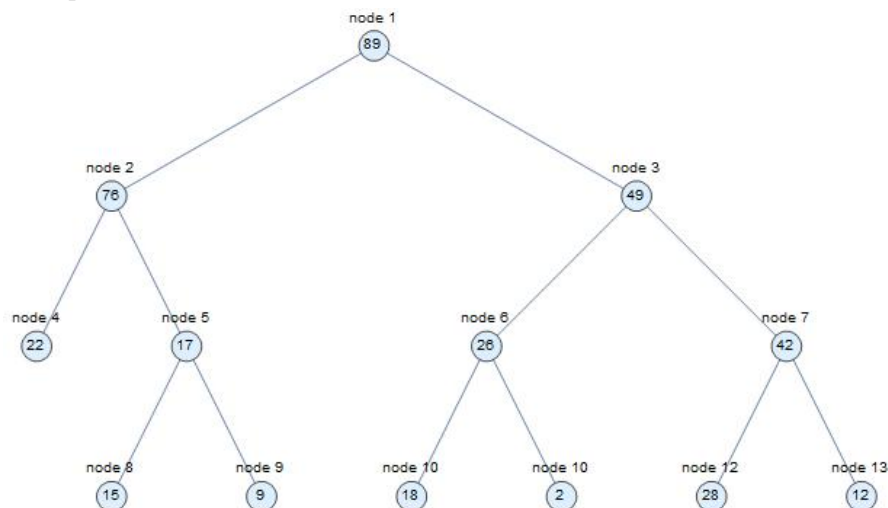 node 1
89
node 2
node 3
76
49
node 4
node 5
node 6
node 7
22
17
26
42
node 8
node 9
node 10
node 10
node 12
node 13
15
9
18
2
28
12